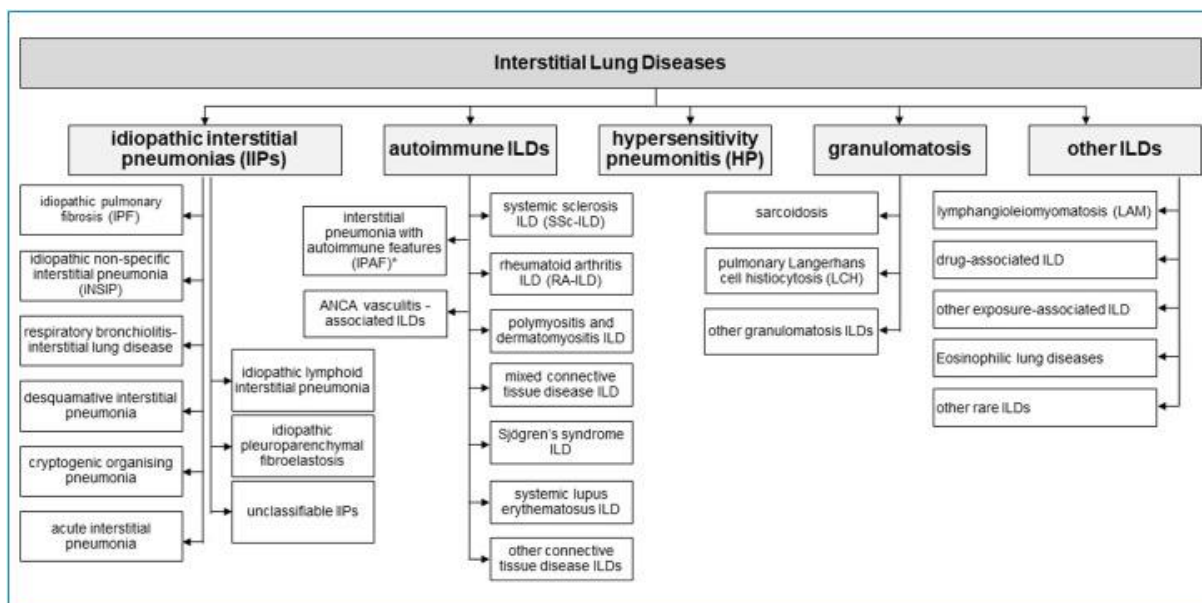 Interstitial Lung Diseases
idiopathic interstitial
pneumonias (IIPs)
autoimmune ILDs
hypersensitivity
pneumonitis (HP)
granulomatosis
other ILDs
idiopathic pulmonary
fibrosis (IPF)
idiopathic non-specific
interstitial pneumonia
(iNSIP)
respiratory bronchiolitis-
interstitial lung disease
desquamative interstitial
pneumonia
cryptogenic organising
pneumonia
acute interstitial
pneumonia
idiopathic lymphoid
interstitial pneumonia
idiopathic
pleuroparenchymal
fibroelastosis
unclassifiable IIPs
interstitial
pneumonia with
autoimmune features
(IPAF)*
ANCA vasculitis -
associated ILDs
systemic sclerosis
ILD (SSc-ILD)
rheumatoid arthritis
ILD (RA-ILD)
polymyositis and
dermatomyositis ILD
mixed connective
tissue disease ILD
Sjögren's syndrome
ILD
systemic lupus
erythematosus ILD
other connective
tissue disease ILDs
sarcoidosis
pulmonary Langerhans
cell histiocytosis (LCH)
other granulomatosis ILDs
lymphangioleiomyomatosis (LAM)
drug-associated ILD
other exposure-associated ILD
Eosinophilic lung diseases
other rare ILDs